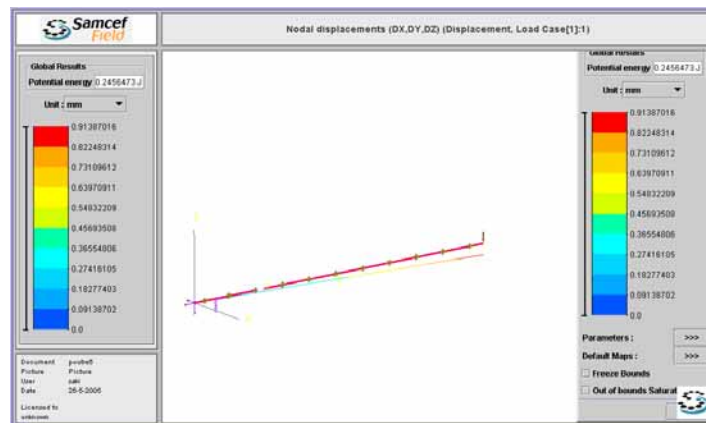 Samcef
Field
Nodal displacements (DX,DY,DZ) (Displacement, Load Case[1]:1)
Global Results
Potential energy 0.2456473 J
Unit : mm
0.91387016
0.82248314
0.73109612
0.63970911
0.54832209
0.45693508
0.36554806
0.27416105
0.18277403
0.09138702
0.0
Document
Picture Picture
User
Date 26-5-2006
Licensed to
unknown
Global Results
Potential energy 0.2456473 J
Unit : mm
0.91387016
0.82248314
0.73109612
0.63970911
0.54832209
0.45693508
0.36554806
0.27416105
0.18277403
0.09138702
0.0
Parameters : >>>
Default Maps : >>>
Freeze Bounds
Out of bounds Saturat
Samcef